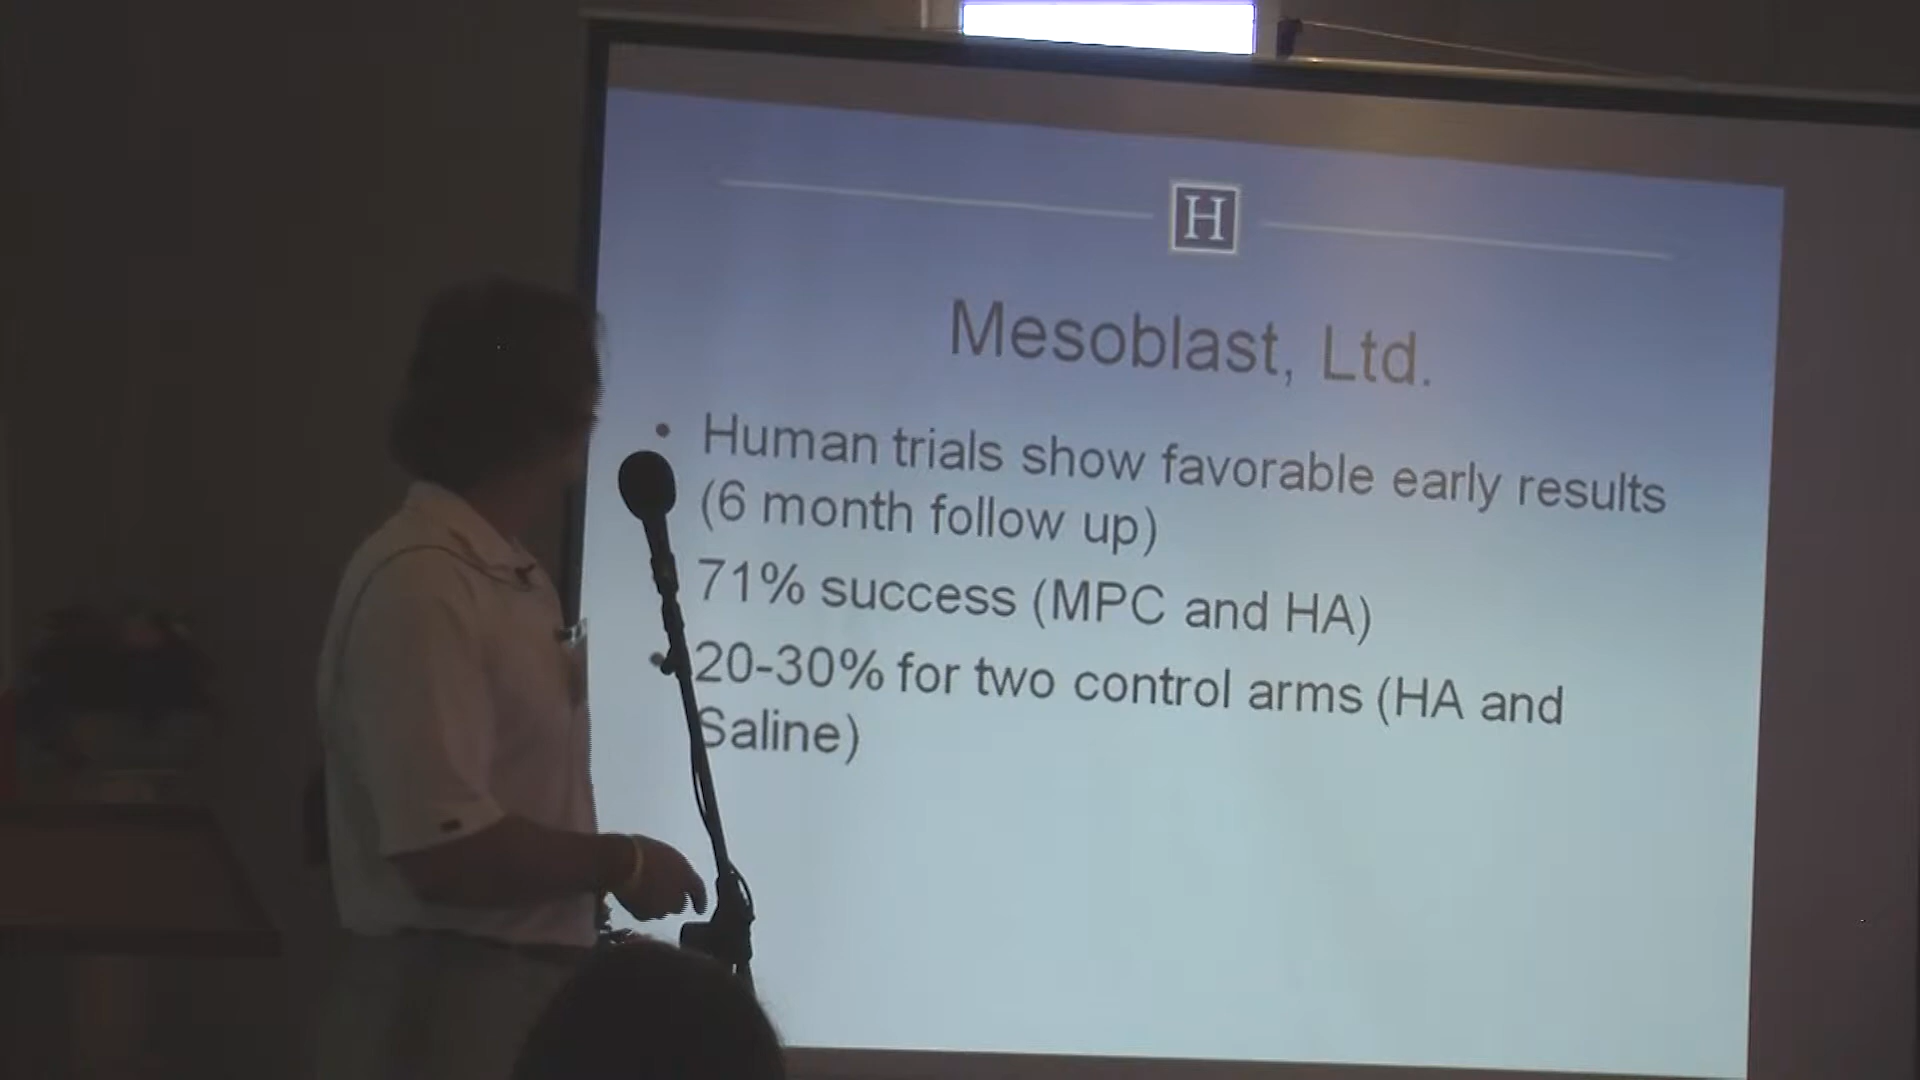 H
Mesoblast, Ltd.
• Human trials show favorable early results
(6 month follow up)
71% success (MPC and HA)
• 20-30% for two control arms (HA and
Saline)